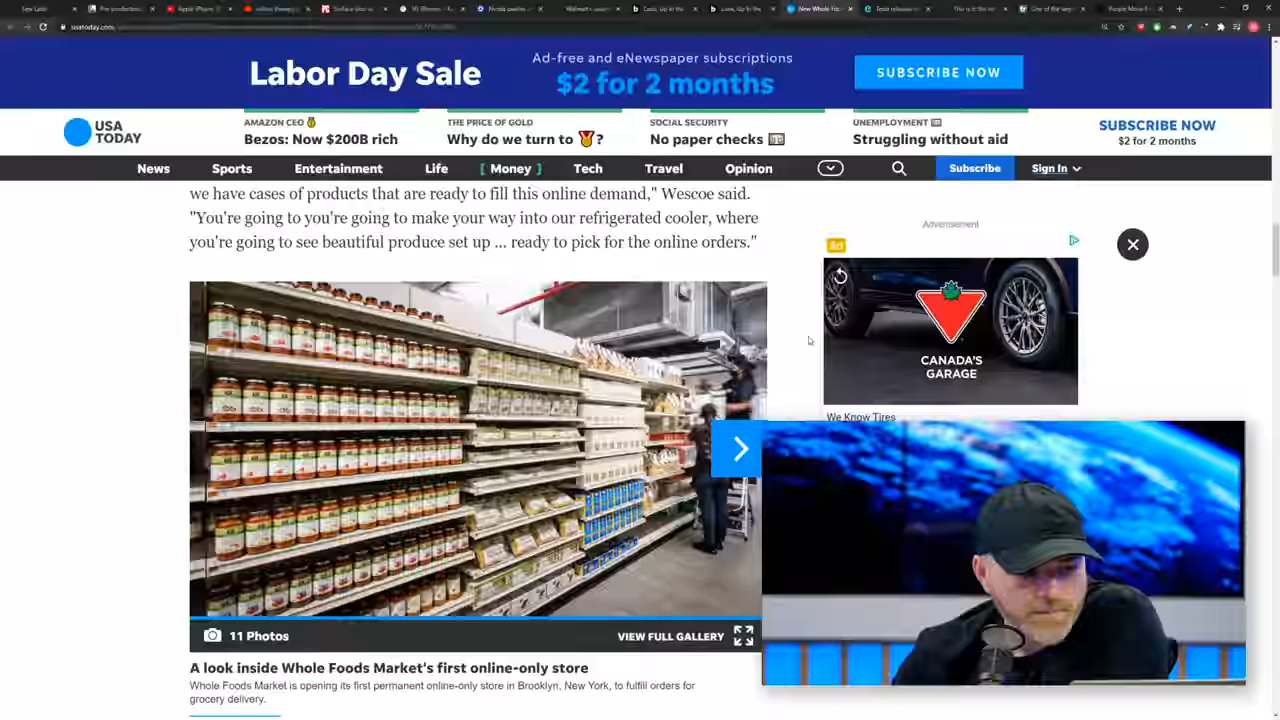 usatoday.com
Labor Day Sale
Ad-free and eNewspaper subscriptions
$2 for 2 months
SUBSCRIBE NOW
USA
TODAY
AMAZON CEO
Bezos: Now $200B rich
THE PRICE OF GOLD
Why do we turn to 🏅?
SOCIAL SECURITY
No paper checks
UNEMPLOYMENT
Struggling without aid
SUBSCRIBE NOW
$2 for 2 months
News Sports Entertainment Life [ Money ] Tech Travel Opinion Subscribe Sign In
we have cases of products that are ready to fill this online demand," Wescoe said.
"You're going to you're going to make your way into our refrigerated cooler, where
you're going to see beautiful produce set up ... ready to pick for the online orders."
Advertisement
Ad
CANADA'S
GARAGE
We Know Tires
11 Photos
VIEW FULL GALLERY
A look inside Whole Foods Market's first online-only store
Whole Foods Market is opening its first permanent online-only store in Brooklyn, New York, to fulfill orders for
grocery delivery.